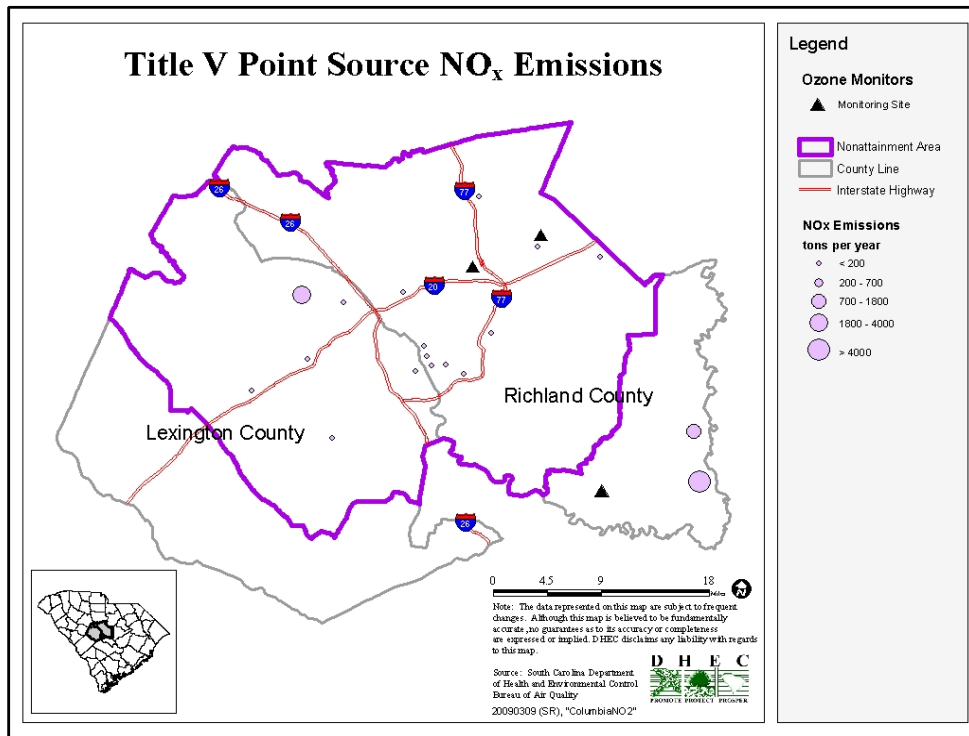 Title V Point Source NOx Emissions
26
26
77
20
77
Richland County
Lexington County
26
0 4.5 9 18
Miles
Note: The data represented on this map are subject to frequent
changes. Although this map is believed to be fundamentally
accurate, no guarantees as to its accuracy or completeness
are expressed or implied. DHEC disclaims any liability with regards
to this map.
Source: South Carolina Department
of Health and Environmental Control
Bureau of Air Quality
20090309 (SR), "ColumbiaNO2"
D H E C
PROMOTE PROTECT PROSPER
Legend
Ozone Monitors
Monitoring Site
Nonattainment Area
County Line
Interstate Highway
NOx Emissions
tons per year
< 200
200 - 700
700 - 1800
1800 - 4000
> 4000